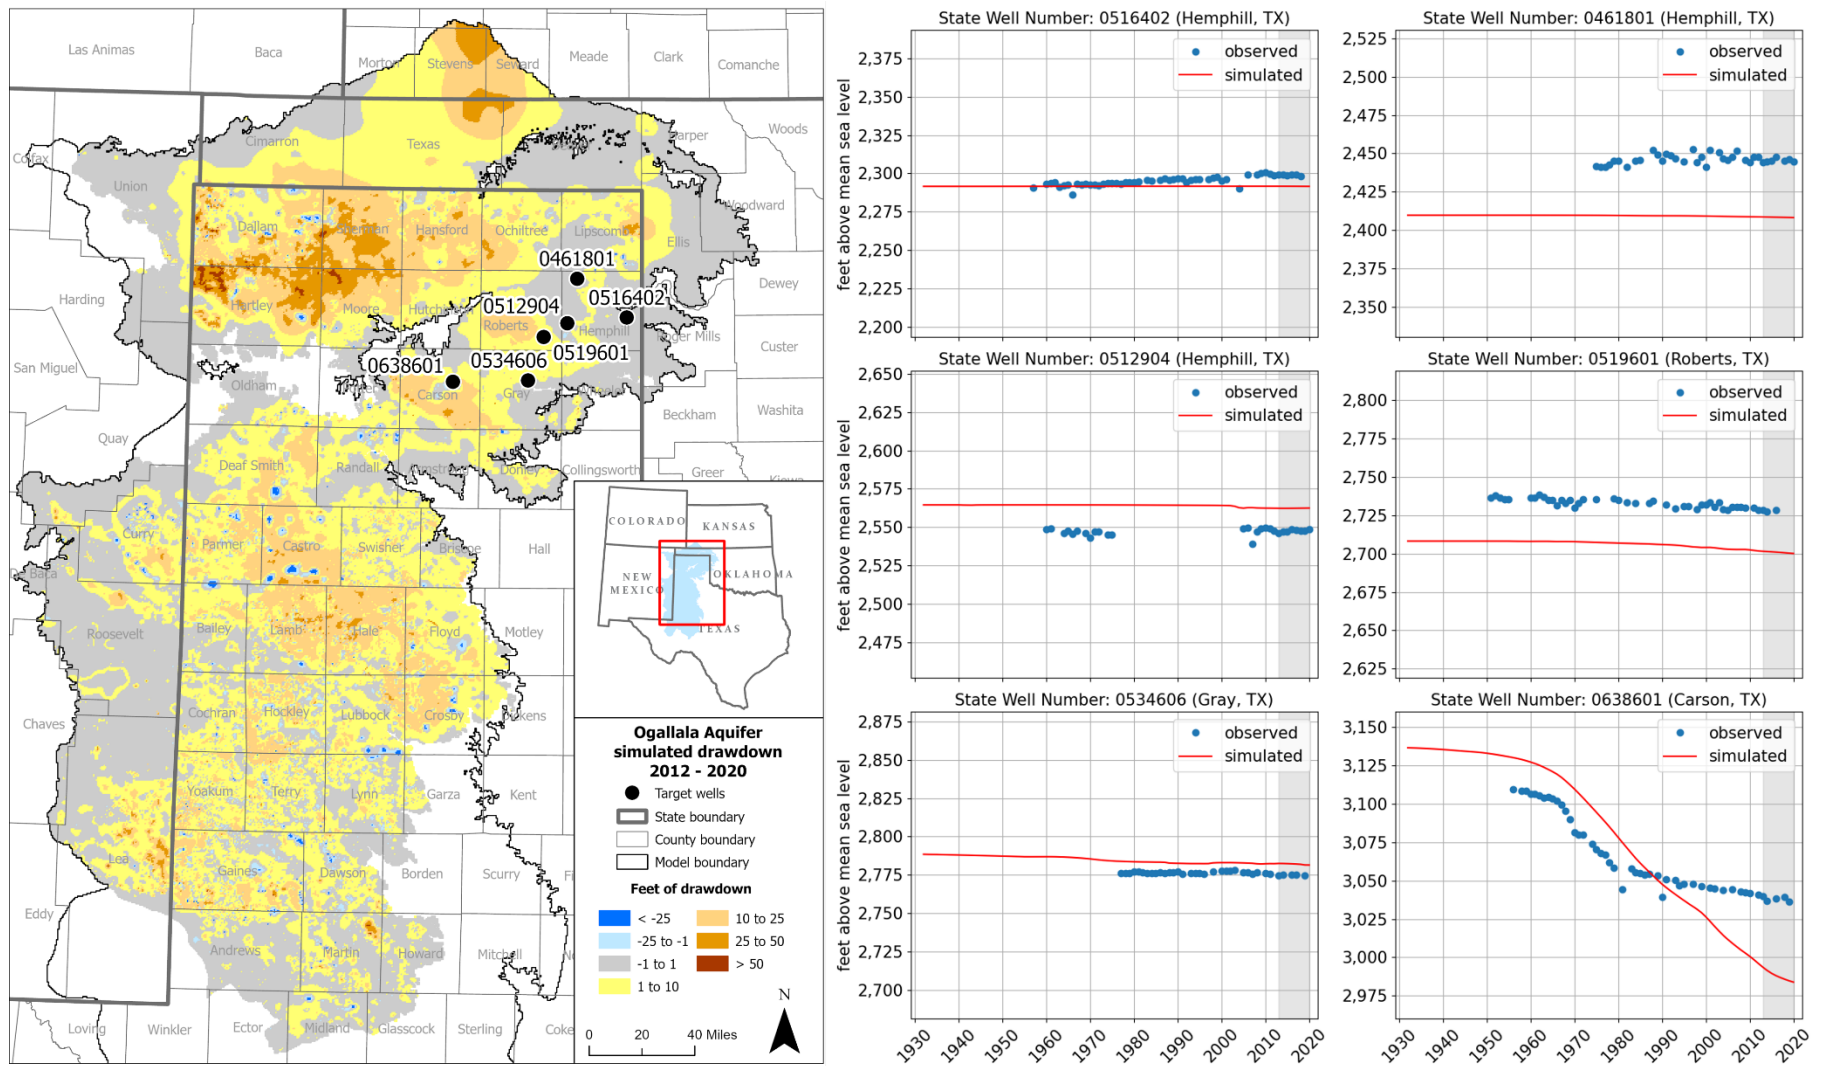 Las Animas
Baca
Morton
Stevens
Seward
Meade
Clark
Comanche
Cimarron
Texas
Harper
Woods
Colfax
Union
Woodward
Dallam
Sherman
Hansford
Ochiltree
Lipscomb
Ellis
0461801
Harding
Hartley
Moore
Hutchinson
0512904
0516402
Dewey
Roberts
Hemphill
Roger Mills
San Miguel
0638601
0534606
0519601
Custer
Oldham
Potter
Carson
Gray
Wheeler
Beckham
Washita
Quay
Deaf Smith
Randall
Armstrong
Donley
Collingsworth
Greer
Kiowa
Curry
Parmer
Castro
Swisher
Briscoe
Hall
De Baca
Roosevelt
Bailey
Lamb
Hale
Floyd
Motley
Chaves
Cochran
Hockley
Lubbock
Crosby
Dickens
Yoakum
Terry
Lynn
Garza
Kent
Lea
Gaines
Dawson
Borden
Scurry
Fi
Eddy
Andrews
Martin
Howard
Mitchell
No
Loving
Winkler
Ector
Midland
Glasscock
Sterling
Coke
COLORADO
KANSAS
NEW
MEXICO
OKLAHOMA
TEXAS
Ogallala Aquifer
simulated drawdown
2012 - 2020
Target wells
State boundary
County boundary
Model boundary
Feet of drawdown
< -25
10 to 25
-25 to -1
25 to 50
-1 to 1
> 50
1 to 10
N
0 20 40 Miles
State Well Number: 0516402 (Hemphill, TX)
observed
simulated
feet above mean sea level
2,375
2,350
2,325
2,300
2,275
2,250
2,225
2,200
State Well Number: 0461801 (Hemphill, TX)
observed
simulated
2,525
2,500
2,475
2,450
2,425
2,400
2,375
2,350
State Well Number: 0512904 (Hemphill, TX)
observed
simulated
feet above mean sea level
2,650
2,625
2,600
2,575
2,550
2,525
2,500
2,475
State Well Number: 0519601 (Roberts, TX)
observed
simulated
2,800
2,775
2,750
2,725
2,700
2,675
2,650
2,625
State Well Number: 0534606 (Gray, TX)
observed
simulated
feet above mean sea level
2,875
2,850
2,825
2,800
2,775
2,750
2,725
2,700
1930 1940 1950 1960 1970 1980 1990 2000 2010 2020
State Well Number: 0638601 (Carson, TX)
observed
simulated
3,150
3,125
3,100
3,075
3,050
3,025
3,000
2,975
1930 1940 1950 1960 1970 1980 1990 2000 2010 2020